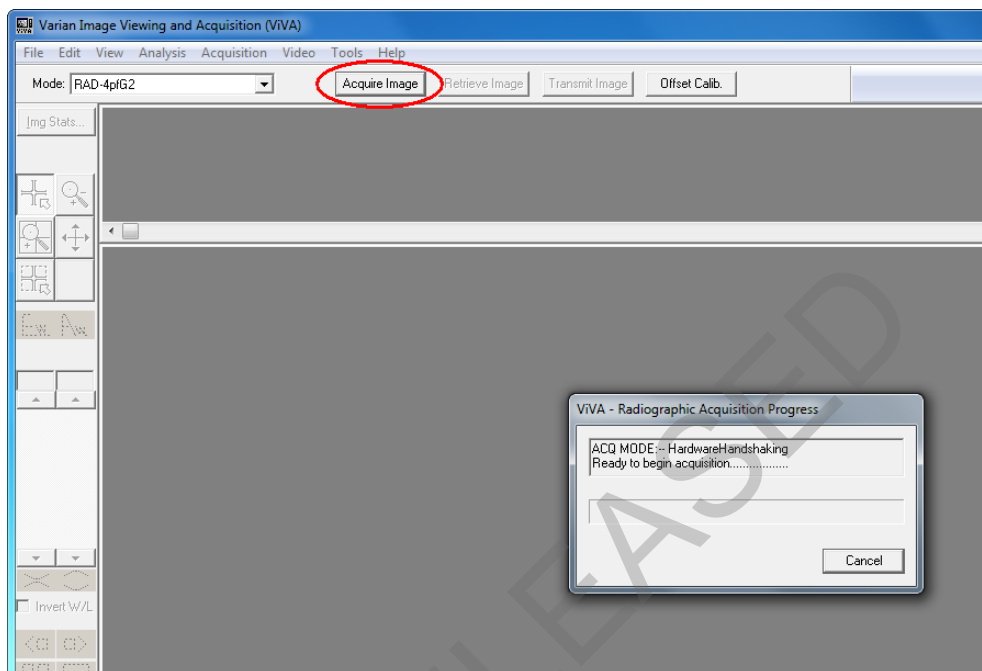 Varian Image Viewing and Acquisition (ViVA)
File Edit View Analysis Acquisition Video Tools Help
Mode: RAD-4pfG2 Acquire Image Retrieve Image Transmit Image Offset Calib.
Img Stats...
ViVA - Radiographic Acquisition Progress
ACQ MODE:-- HardwareHandshaking
Ready to begin acquisition..................
Cancel
Invert W/L
LEASED